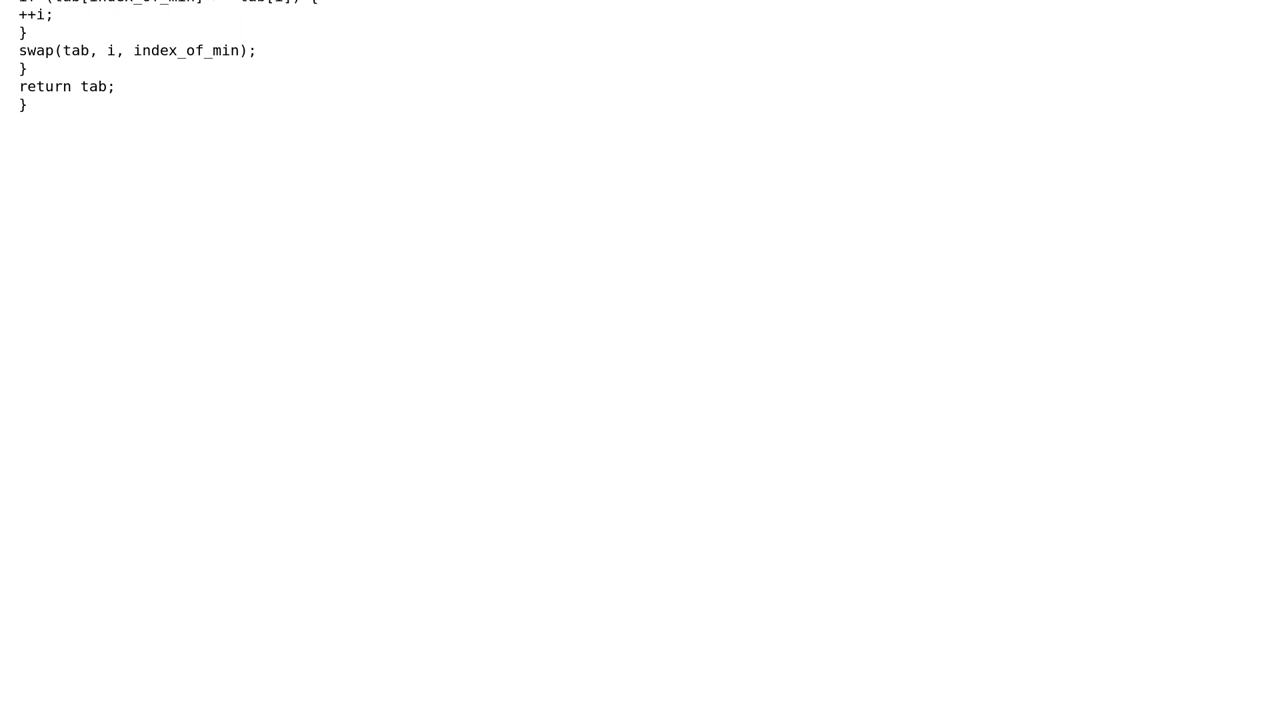 ++i;
}
swap(tab, i, index_of_min);
}
return tab;
}